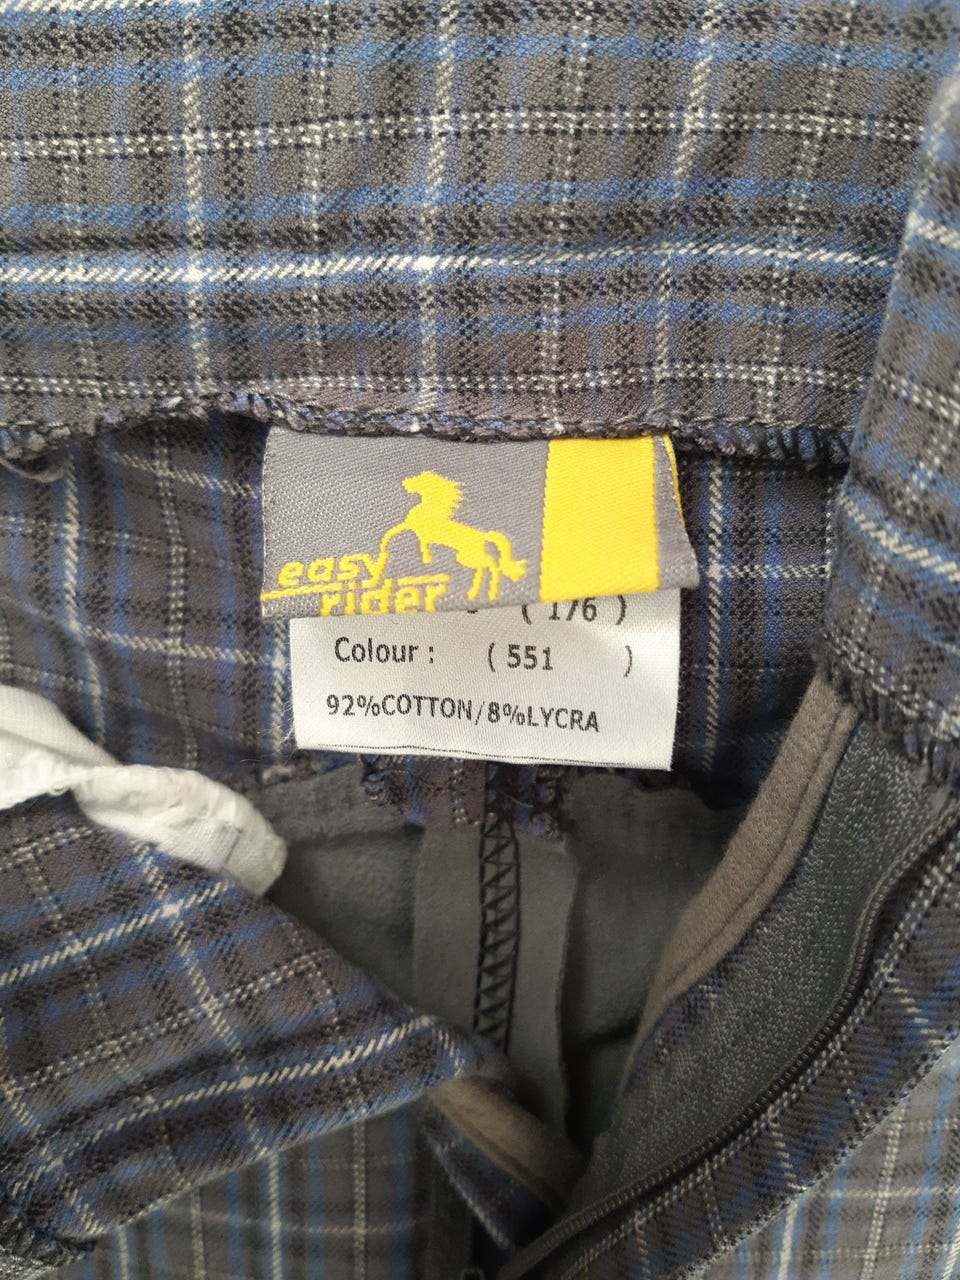 easy
rider
( 176 )
Colour : ( 551 )
92%COTTON/8%LYCRA